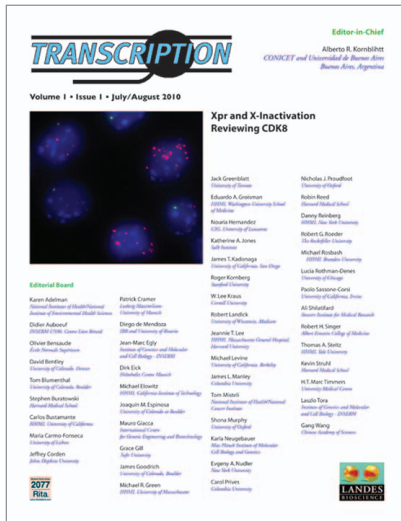 Editor-in-Chief
Alberto R. Kornblihtt
CONICET and Universidad de Buenos Aires
Buenos Aires, Argentina
TRANSCRIPTION
Volume 1 • Issue 1 • July/August 2010
Xpr and X-Inactivation
Reviewing CDK8
Editorial Board
Karen Adelman
National Institute of Health/National
Institute of Environmental Health Sciences
Didier Auboeuf
Olivier Bensaude
École Normale Supérieure
David Bentley
University of Colorado, Denver
Tom Blumenthal
University of Colorado, Boulder
Stephen Buratowski
Harvard Medical School
Carlos Bustamante
HHMI, University of California
Maria Carmo-Fonseca
University of Lisbon
Jeffry Corden
Johns Hopkins University
Patrick Cramer
Ludwig Maximilians
University of Munich
Diego de Mendoza
IBR and University of Rosario
Jean-Marc Egly
Institute of Genetics and Molecular
and Cell Biology - INSERM
Dirk Eick
Helmholtz Center Munich
Michael Elowitz
HHMI, California Institute of Technology
Joaquin M. Espinosa
University of Colorado at Boulder
Mauro Giacca
International Centre
for Genetic Engineering and Biotechnology
Grace Gill
Tufts University
James Goodrich
University of Colorado, Boulder
Michael R. Green
HHMI, University of Massachusetts
Jack Greenblatt
University of Toronto
Eduardo A. Groisman
HHMI, Washington University School
of Medicine
Nouria Hernandez
CIG, University of Lausanne
Katherine A. Jones
Salk Institute
James T. Kadonaga
University of California, San Diego
Roger Kornberg
Stanford University
W. Lee Kraus
Cornell University
Robert Landick
University of Wisconsin, Madison
Jeannie T. Lee
HHMI, Massachusetts General Hospital,
Harvard University
Michael Levine
University of California, Berkeley
James L. Manley
Columbia University
Tom Misteli
National Institute of Health/National
Cancer Institute
Shona Murphy
University of Oxford
Karla Neugebauer
Max Planck Institute of Molecular
Cell Biology and Genetics
Evgeny A. Nudler
New York University
Carol Prives
Columbia University
Nicholas J. Proudfoot
University of Oxford
Robin Reed
Harvard Medical School
Danny Reinberg
HHMI, New York University
Robert G. Roeder
The Rockefeller University
Michael Rosbash
HHMI, Brandeis University
Lucia Rothman-Denes
University of Chicago
Paolo Sassone-Corsi
University of California, Irvine
Ali Shilatifard
Stowers Institute for Medical Research
Robert H. Singer
Albert Einstein College of Medicine
Thomas A. Steitz
HHMI, Yale University
Kevin Struhl
Harvard Medical School
H.T. Marc Timmers
University Medical Centre
Laszlo Tora
Institute of Genetics and Molecular
and Cell Biology - INSERM
Gang Wang
Chinese Academy of Sciences
2077
Rita.
LANDES
BIOSCIENCE